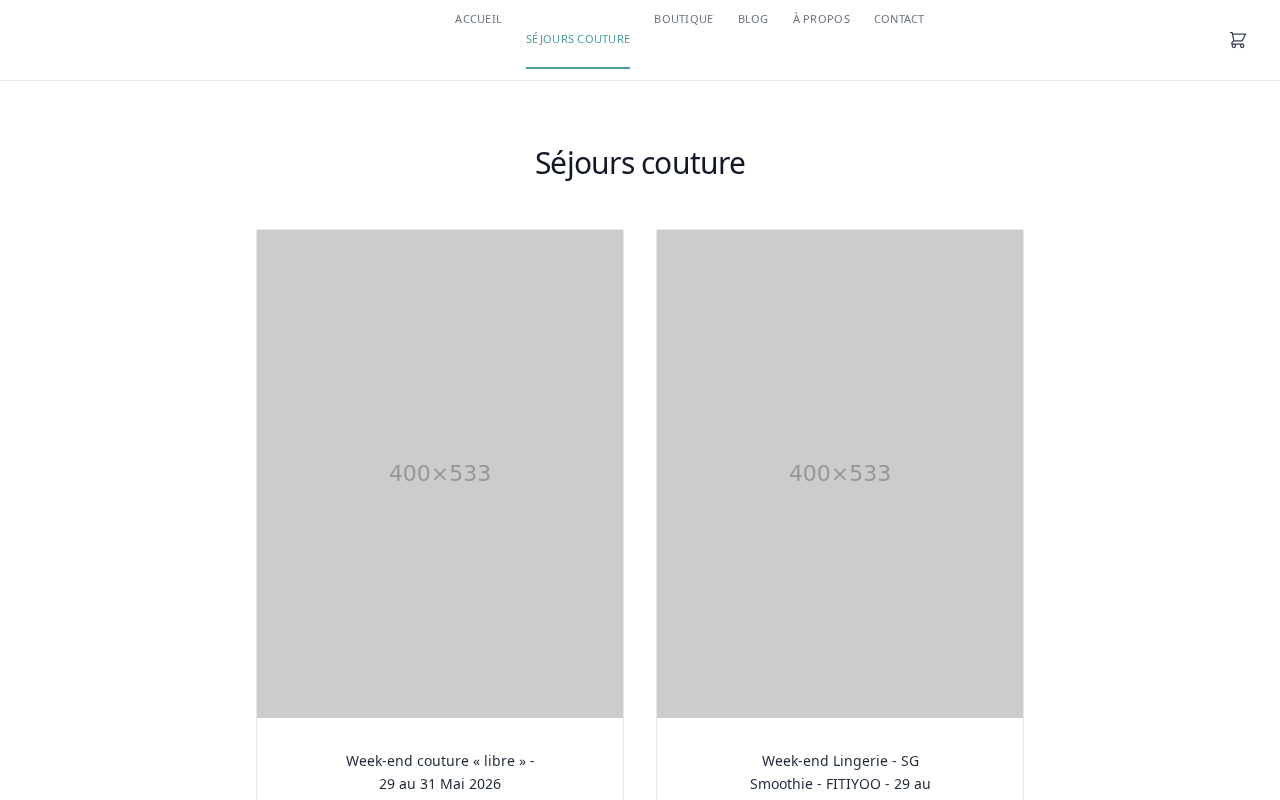 ACCUEIL
SÉJOURS COUTURE
BOUTIQUE
BLOG
À PROPOS
CONTACT
Séjours couture
400×533
400×533
Week-end couture « libre » -
29 au 31 Mai 2026
Week-end Lingerie - SG
Smoothie - FITIYOO - 29 au